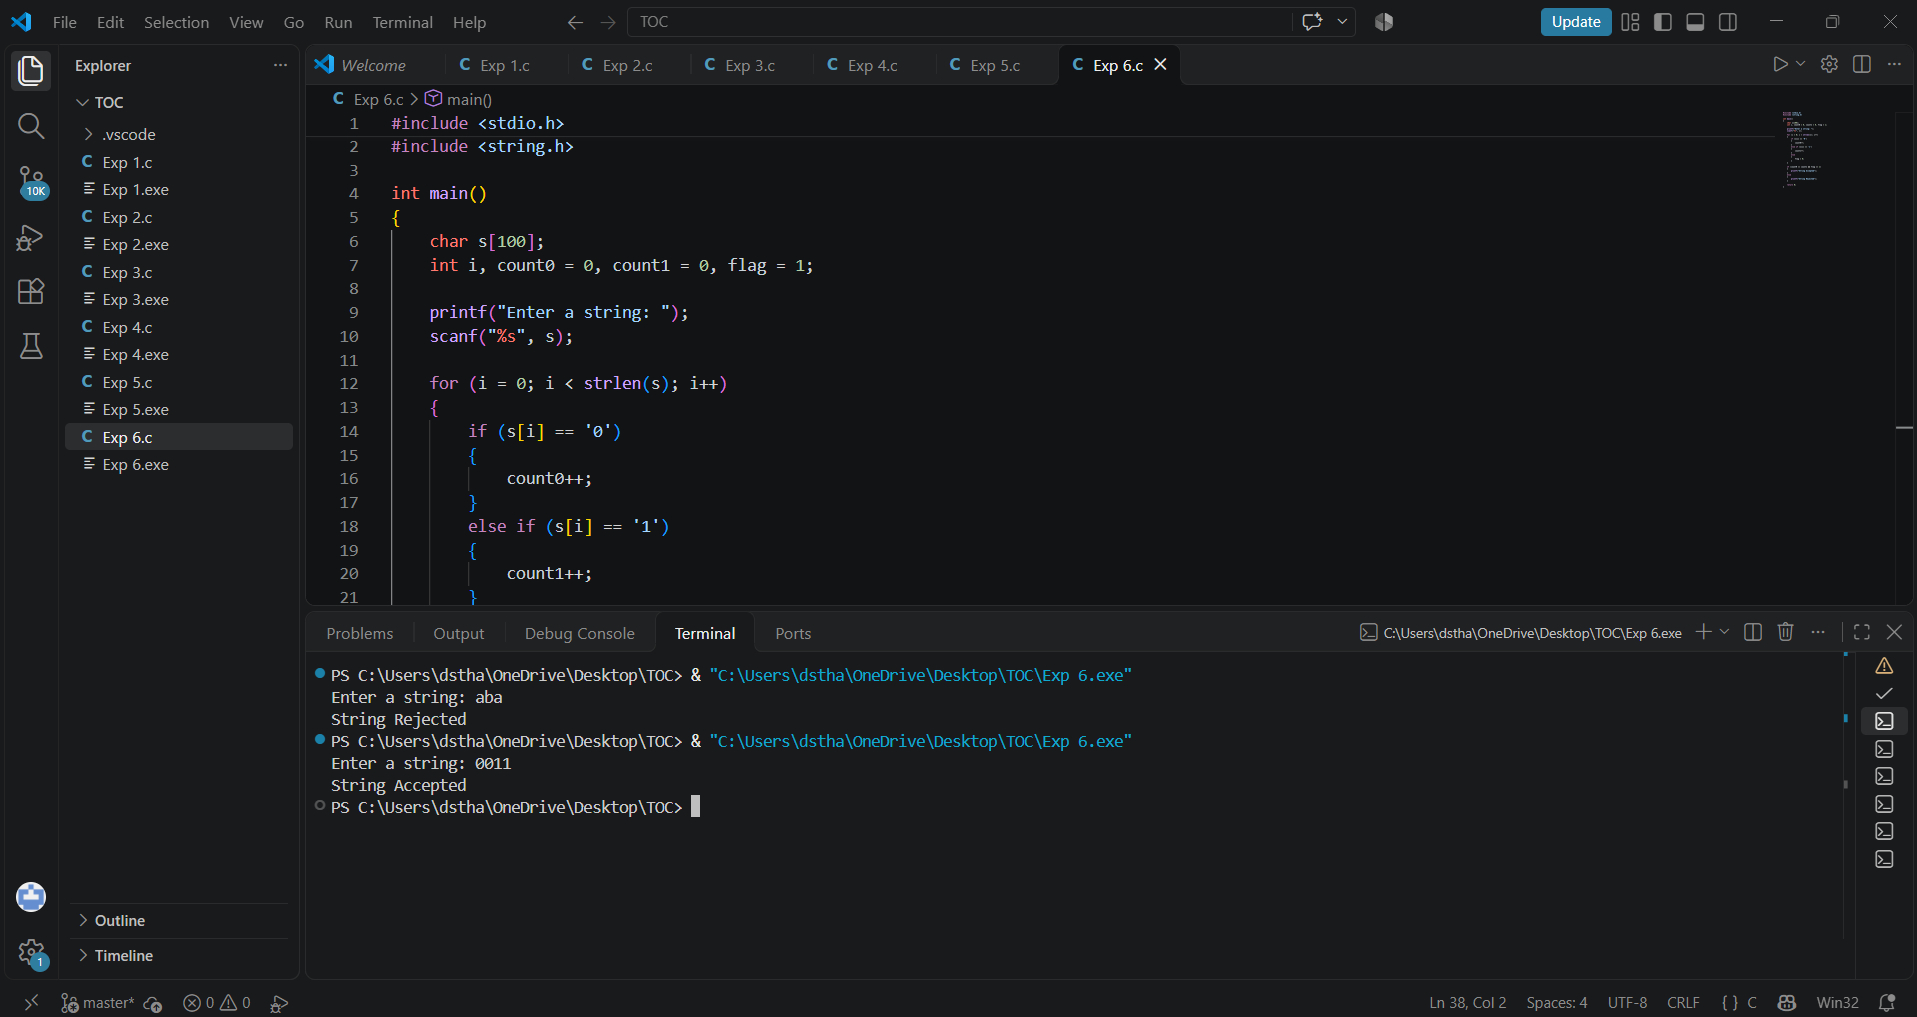 File Edit Selection View Go Run Terminal Help
TOC
Update
Explorer
TOC
.vscode
C Exp 1.c
Exp 1.exe
C Exp 2.c
Exp 2.exe
C Exp 3.c
Exp 3.exe
C Exp 4.c
Exp 4.exe
C Exp 5.c
Exp 5.exe
C Exp 6.c
Exp 6.exe
10K
Outline
Timeline
1
Welcome C Exp 1.c C Exp 2.c C Exp 3.c C Exp 4.c C Exp 5.c C Exp 6.c
C Exp 6.c > main()
1 #include <stdio.h>
2 #include <string.h>
3
4 int main()
5 {
6 char s[100];
7 int i, count0 = 0, count1 = 0, flag = 1;
8
9 printf("Enter a string: ");
10 scanf("%s", s);
11
12 for (i = 0; i < strlen(s); i++)
13 {
14 if (s[i] == '0')
15 {
16 count0++;
17 }
18 else if (s[i] == '1')
19 {
20 count1++;
21 }
Problems Output Debug Console Terminal Ports
C:\Users\dstha\OneDrive\Desktop\TOC\Exp 6.exe
PS C:\Users\dstha\OneDrive\Desktop\TOC> & "C:\Users\dstha\OneDrive\Desktop\TOC\Exp 6.exe"
Enter a string: aba
String Rejected
PS C:\Users\dstha\OneDrive\Desktop\TOC> & "C:\Users\dstha\OneDrive\Desktop\TOC\Exp 6.exe"
Enter a string: 0011
String Accepted
PS C:\Users\dstha\OneDrive\Desktop\TOC>
master* 0 0
Ln 38, Col 2 Spaces: 4 UTF-8 CRLF { } C Win32